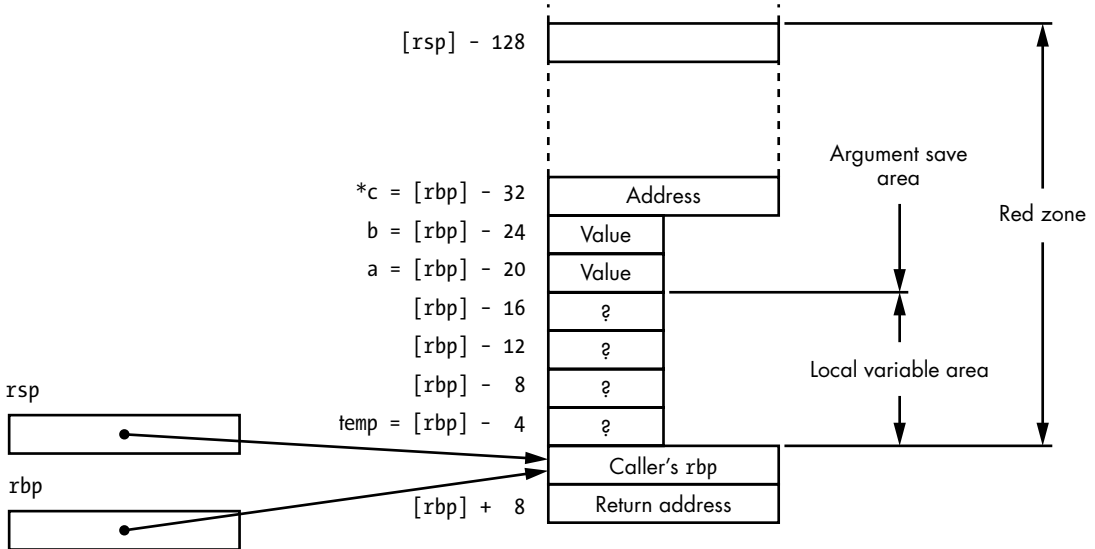 [rsp] – 128
*c = [rbp] – 32
Address
b = [rbp] – 24
Value
a = [rbp] – 20
Value
[rbp] – 16
?
[rbp] – 12
?
[rbp] – 8
?
temp = [rbp] – 4
?
Caller's rbp
[rbp] + 8
Return address
rsp
rbp
Argument save
area
Local variable area
Red zone